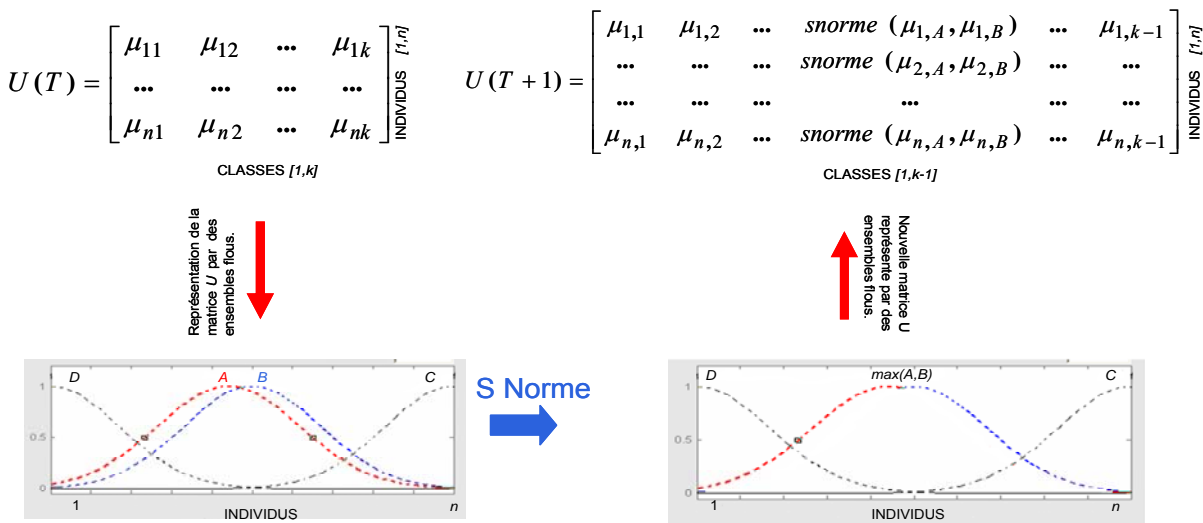 U(T) = [ μ11 μ12 ... μ1k
... ... ... ...
μn1 μn2 ... μnk ]
INDIVIDUS [1,n]
CLASSES [1,k]
U(T+1) = [ μ1,1 μ1,2 ... snorme (μ1,A, μ1,B) ... μ1,k−1
... ... ... snorme (μ2,A, μ2,B) ... ...
... ... ... ... ... ...
μn,1 μn,2 ... snorme (μn,A, μn,B) ... μn,k−1 ]
INDIVIDUS [1,n]
CLASSES [1,k-1]
Représentation de la
matrice U par des
ensembles flous.
Nouvelle matrice U
représente par des
ensembles flous.
D A B C
1
0.5
0
1 n
INDIVIDUS
S Norme
D max(A,B) C
1
0.5
0
1 n
INDIVIDUS